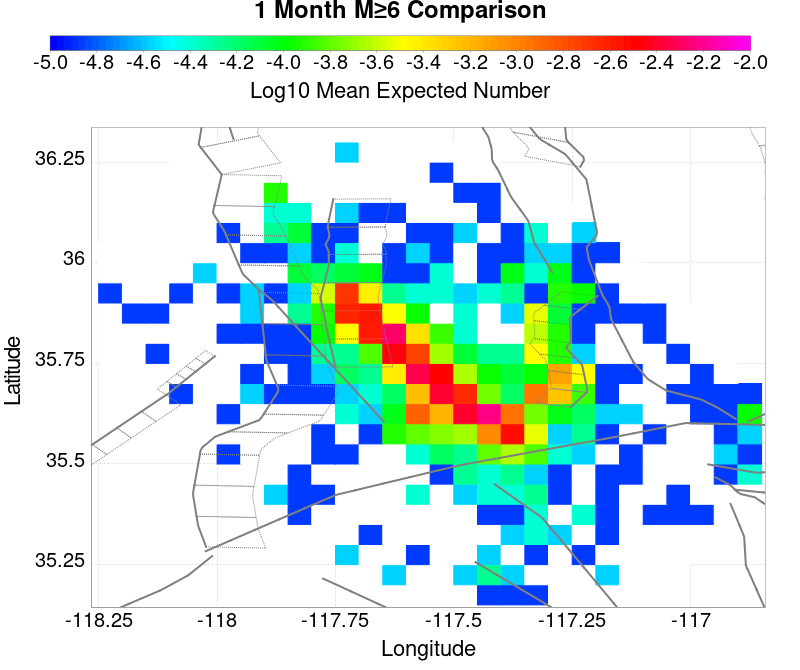 1 Month M≥6 Comparison
-5.0 -4.8 -4.6 -4.4 -4.2 -4.0 -3.8 -3.6 -3.4 -3.2 -3.0 -2.8 -2.6 -2.4 -2.2 -2.0
Log10 Mean Expected Number
36.25
36
35.75
35.5
35.25
Latitude
-118.25 -118 -117.75 -117.5 -117.25 -117
Longitude